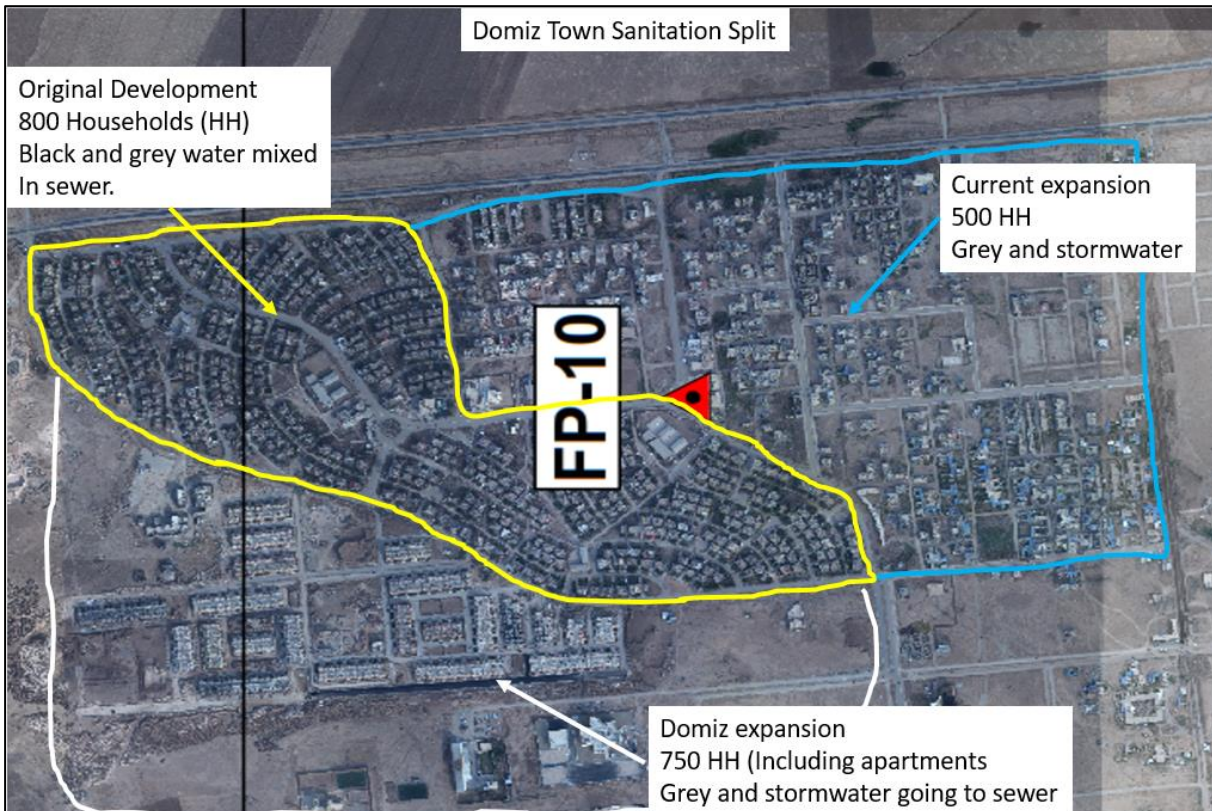 Domiz Town Sanitation Split
Original Development
800 Households (HH)
Black and grey water mixed
In sewer.
Current expansion
500 HH
Grey and stormwater
FP-10
Domiz expansion
750 HH (Including apartments
Grey and stormwater going to sewer